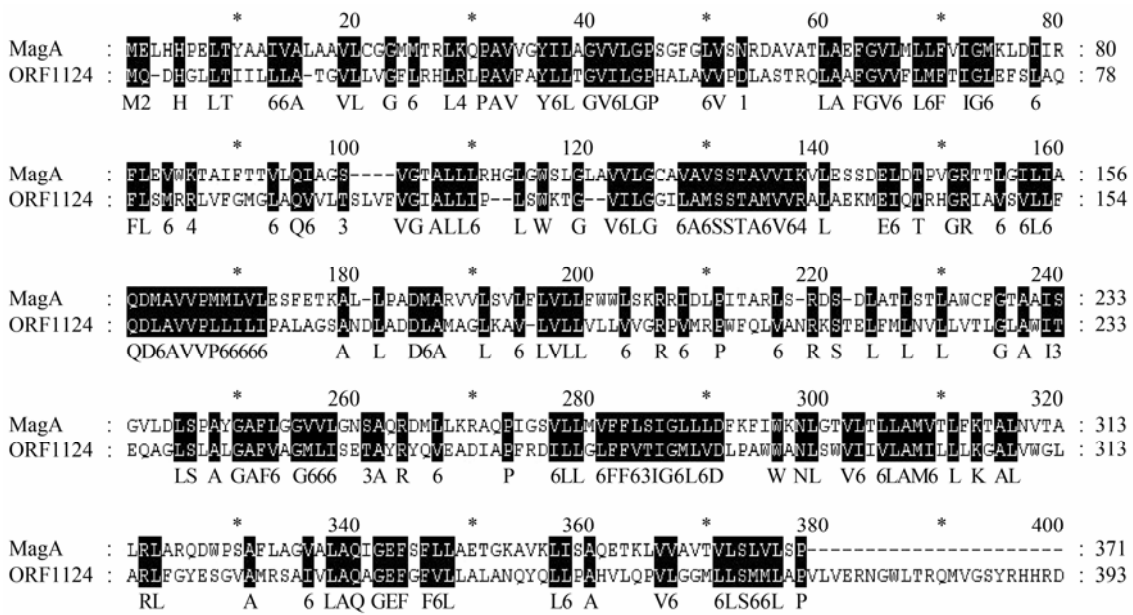 * 20 * 40 * 60 * 80
MagA : MELHHPELTYAAIVALAAVLCGGMMTRLKQPAVVGYILAGVVLGPSGFGLVSNRDAVATLAEFGVLMLLFVIGMKLDIIR : 80
ORF1124 : MQ-DHGLLTIILLLA-TGVLLVGFLRHLRLPAVFAYLLTGVILGPHALAVVPDLASTRQLAAFGVVFLMFTIGLEFSLAQ : 78
M2 H LT 66A VL G 6 L4 PAV Y6L GV6LGP 6V 1 LA FGV6 L6F IG6 6
* 100 * 120 * 140 * 160
MagA : FLEVWKTAIFTTVLQIAGS----VGTALLLRHGLGWSLGLAVVLGCAVAVSSTAVVIKVLESSDELDTPVGRTTLGILIA : 156
ORF1124 : FLSMRRLVFGMGLAQVVLTSLVFVGIALLIP--LSWKTG--VILGGILAMSSTAMVVRALAEKMEIQTRHGRIAVSVLLF : 154
FL 6 4 6 Q6 3 VG ALL6 L W G V6LG 6A6SSTA6V64 L E6 T GR 6 6L6
* 180 * 200 * 220 * 240
MagA : QDMAVVPMMLVLESFETKAL-LPADMARVVLSVLFLVLLFWWLSKRRIDLPITARLS-RDS-DLATLSTLAWCFGTAAIS : 233
ORF1124 : QDLAVVPLLILIPALAGSANDLADDLAMAGLKAV-LVLLVLLVVGRPVMRPWFQLVANRKSTELFMLNVLLVTLGLAWIT : 233
QD6AVVP66666 A L D6A L 6 LVLL 6 R 6 P 6 R S L L L G A I3
* 260 * 280 * 300 * 320
MagA : GVLDLSPAYGAFLGGVVLGNSAQRDMLLKRAQPIGSVLLMVFFLSIGLLLDFKFIWKNLGTVLTLLAMVTLFKTALNVTA : 313
ORF1124 : EQAGLSLALGAFVAGMLISETAYRYQVEADIAPFRDILLGLFFVTIGMLVDLPAWWANLSWVIIVLAMILLLKGALVWGL : 313
LS A GAF6 G666 3A R 6 P 6LL 6FF63IG6L6D W NL V6 6LAM6 L K AL
* 340 * 360 * 380 * 400
MagA : LRLARQDWPSAFLAGVALAQIGEFSFLLAETGKAVKLISAQETKLVVAVTVLSLVLSP---------------------- : 371
ORF1124 : ARLFGYESGVAMRSAIVLAQAGEFGFVLLALANQYQLLPAHVLQPVLGGMLLSMMLAPVLVERNGWLTRQMVGSYRHHRD : 393
RL A 6 LAQ GEF F6L L6 A V6 6LS66L P